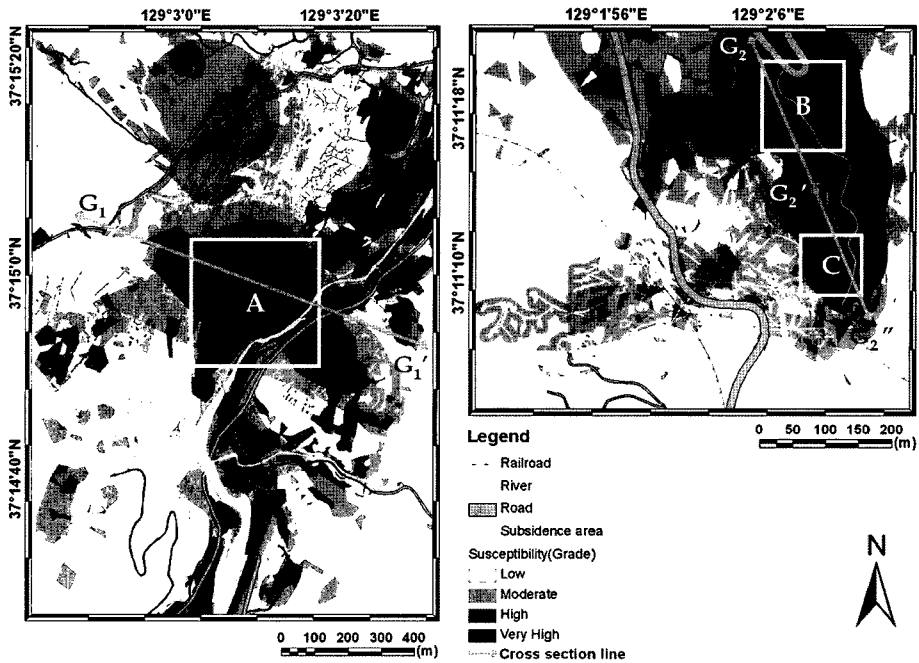 129°3'0"E 129°3'20"E
37°15'20"N
37°15'0"N
37°14'40"N
G₁
A
G₁'
0 100 200 300 400
(m)
129°1'56"E 129°2'6"E
37°11'18"N
37°11'10"N
G₂
B
G₂'
C
G₂"
0 50 100 150 200
(m)
Legend
Railroad
River
Road
Subsidence area
Susceptibility(Grade)
Low
Moderate
High
Very High
Cross section line
N